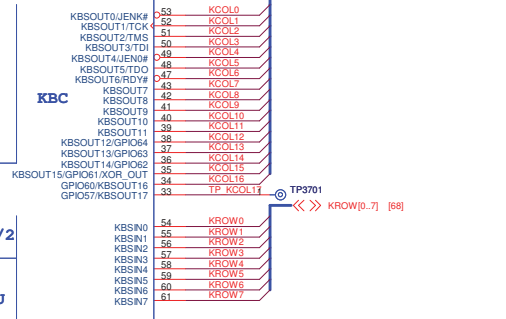 KBSOUT0/JENK# 53 KCOL0
KBSOUT1/TCK 52 KCOL1
KBSOUT2/TMS 51 KCOL2
KBSOUT3/TDI 50 KCOL3
KBSOUT4/JEN0# 49 KCOL4
KBSOUT5/TDO 48 KCOL5
KBSOUT6/RDY# 47 KCOL6
KBSOUT7 43 KCOL7
KBC KBSOUT8 42 KCOL8
KBSOUT9 41 KCOL9
KBSOUT10 40 KCOL10
KBSOUT11 39 KCOL11
KBSOUT12/GPIO64 38 KCOL12
KBSOUT13/GPIO63 37 KCOL13
KBSOUT14/GPIO62 36 KCOL14
KBSOUT15/GPIO61/XOR_OUT 35 KCOL15
GPIO60/KBSOUT16 34 KCOL16
GPIO57/KBSOUT17 33 TP_KCOL17 TP3701
KROW[0..7] [68]
KBSIN0 54 KROW0
/2 KBSIN1 55 KROW1
KBSIN2 56 KROW2
KBSIN3 57 KROW3
KBSIN4 58 KROW4
KBSIN5 59 KROW5
KBSIN6 60 KROW6
KBSIN7 61 KROW7